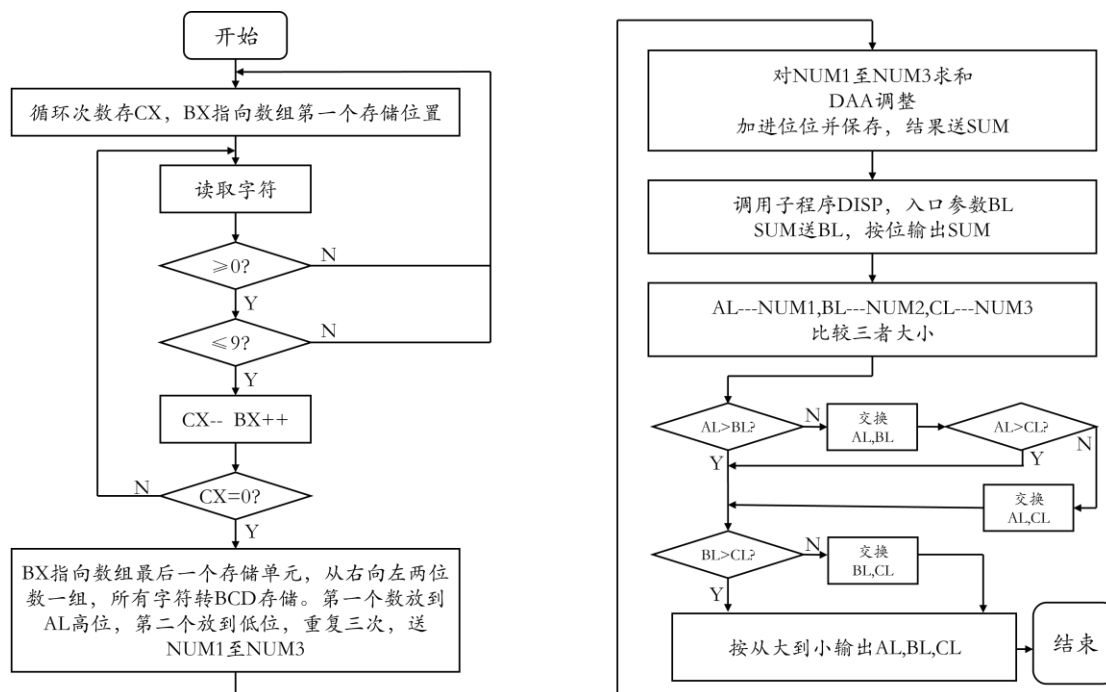 开始
循环次数存CX，BX指向数组第一个存储位置
读取字符
≥0?
N
Y
≤9?
N
Y
CX-- BX++
N
CX=0?
Y
BX指向数组最后一个存储单元，从右向左两位
数一组，所有字符转BCD存储。第一个数放到
AL高位，第二个放到低位，重复三次，送
NUM1至NUM3
对NUM1至NUM3求和
DAA调整
加进位位并保存，结果送SUM
调用子程序DISP，入口参数BL
SUM送BL，按位输出SUM
AL---NUM1,BL---NUM2,CL---NUM3
比较三者大小
AL>BL?
N
交换
AL,BL
AL>CL?
N
Y
Y
交换
AL,CL
BL>CL?
N
交换
BL,CL
Y
按从大到小输出AL,BL,CL
结束